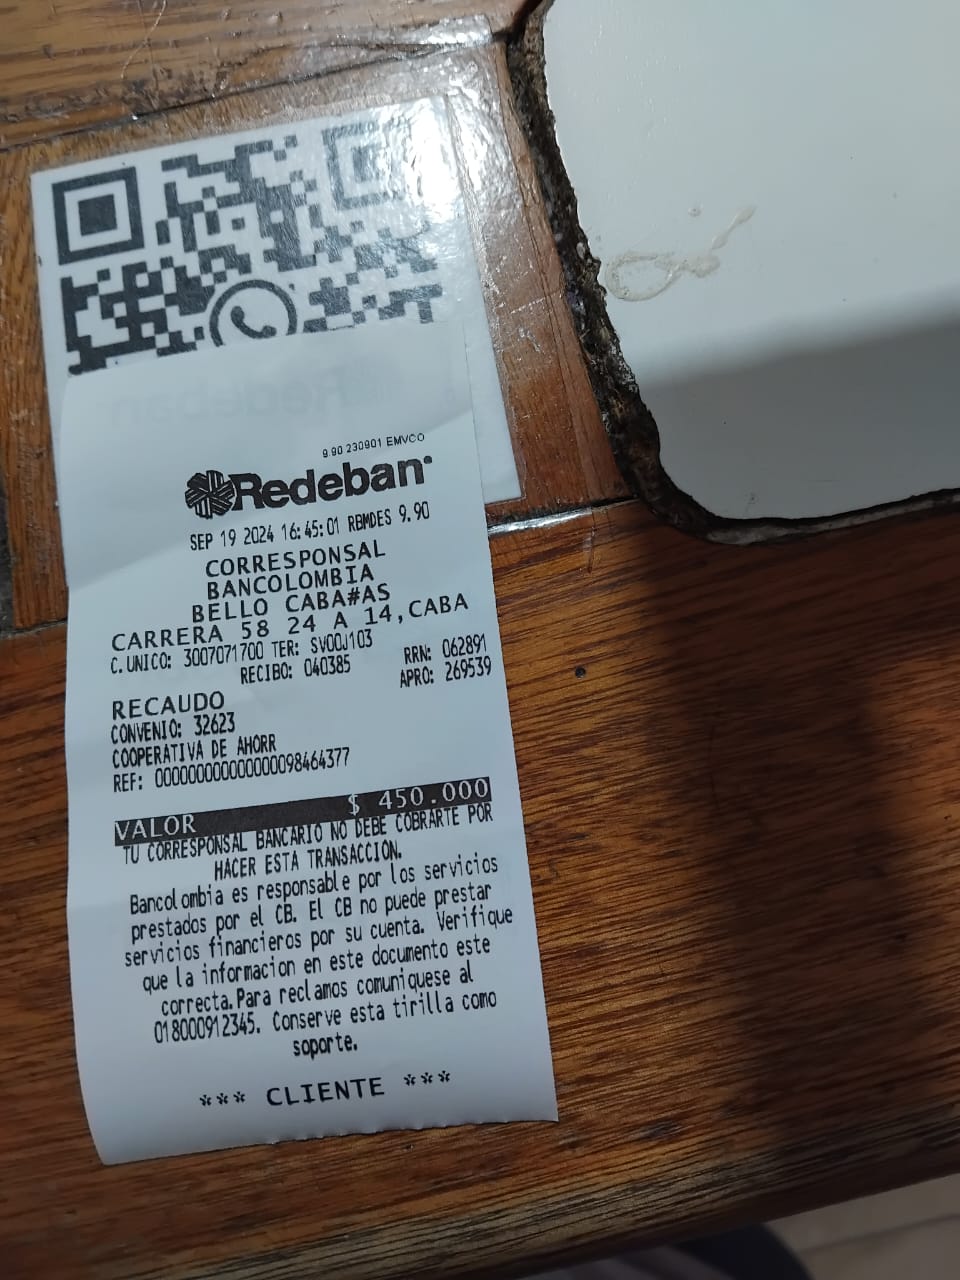 9.90 230901 EMVCO
Redeban
SEP 19 2024 16:45:01 RBMDES 9.90
CORRESPONSAL
BANCOLOMBIA
BELLO CABA#AS
CARRERA 58 24 A 14, CABA
C. UNICO: 3007071700 TER: SV00J103
RECIBO: 040385 RRN: 062891
APRO: 269539
RECAUDO
CONVENIO: 32623
COOPERATIVA DE AHORR
REF: 000000000000000098464377
VALOR $ 450.000
TU CORRESPONSAL BANCARIO NO DEBE COBRARTE POR
HACER ESTA TRANSACCION.
Bancolombia es responsable por los servicios
prestados por el CB. El CB no puede prestar
servicios financieros por su cuenta. Verifique
que la informacion en este documento este
correcta.Para reclamos comuniquese al
018000912345. Conserve esta tirilla como
soporte.
*** CLIENTE ***